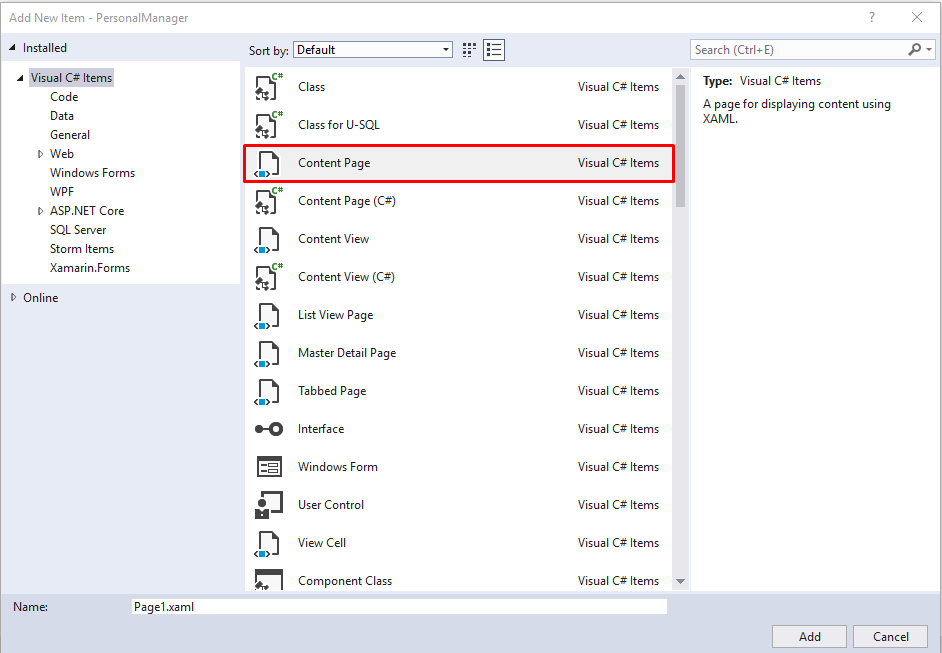 Add New Item - PersonalManager
?
Installed
Sort by: Default
Search (Ctrl+E)
Visual C# Items
Code
Data
General
Web
Windows Forms
WPF
ASP.NET Core
SQL Server
Storm Items
Xamarin.Forms
Online
C# Class Visual C# Items
C# Class for U-SQL Visual C# Items
Content Page Visual C# Items
C# Content Page (C#) Visual C# Items
Content View Visual C# Items
C# Content View (C#) Visual C# Items
List View Page Visual C# Items
Master Detail Page Visual C# Items
Tabbed Page Visual C# Items
Interface Visual C# Items
Windows Form Visual C# Items
User Control Visual C# Items
View Cell Visual C# Items
Component Class Visual C# Items
Type: Visual C# Items
A page for displaying content using
XAML.
Name: Page1.xaml
Add Cancel